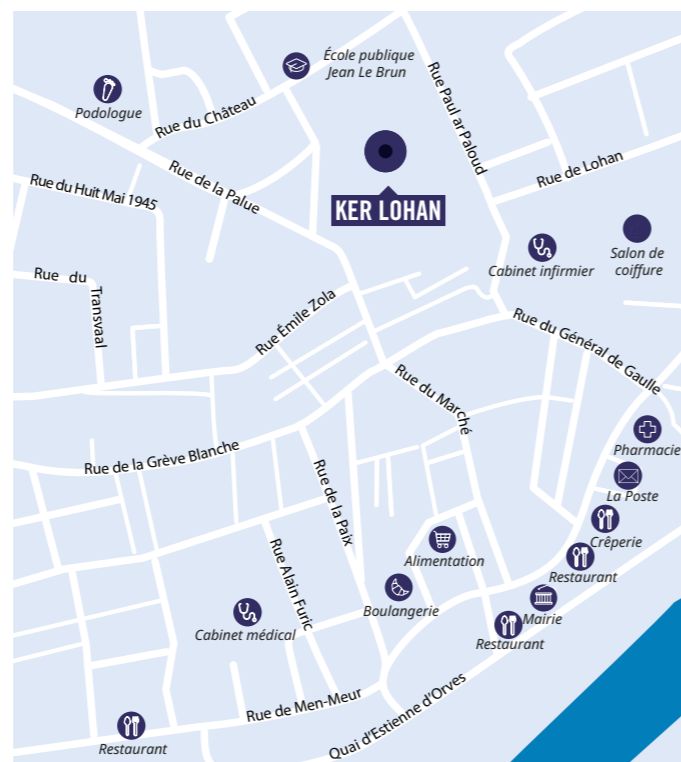 École publique
Jean Le Brun
Podologue
Rue du Château
Rue Paul ar Paloud
Rue de Lohan
Rue de la Palue
Rue du Huit Mai 1945
KER LOHAN
Salon de
coiffure
Cabinet infirmier
Rue du
Transvaal
Rue Émile Zola
Rue du Général de Gaulle
Rue du Marché
Pharmacie
Rue de la Grève Blanche
La Poste
Rue de la Paix
Crêperie
Alimentation
Restaurant
Rue Alain Furic
Boulangerie
Mairie
Cabinet médical
Restaurant
Rue de Men-Meur
Quai d'Estienne d'Orves
Restaurant